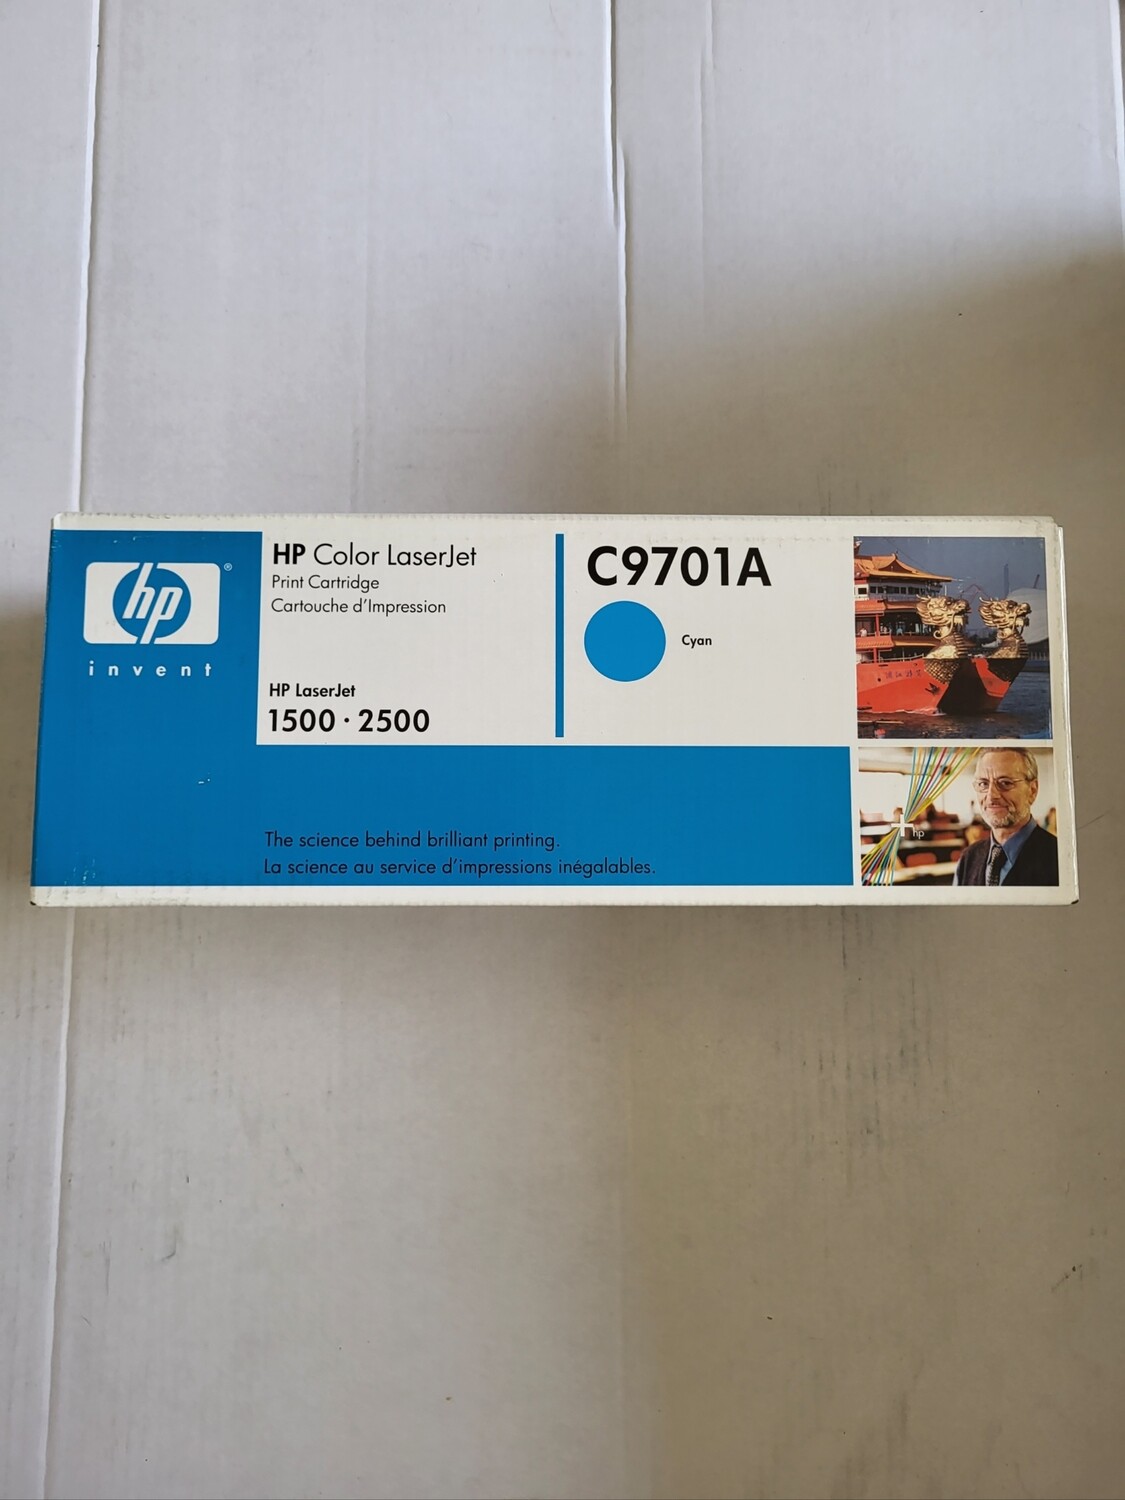 hp®
invent
HP Color LaserJet
Print Cartridge
Cartouche d'Impression
HP LaserJet
1500 · 2500
C9701A
Cyan
The science behind brilliant printing.
La science au service d'impressions inégalables.
+hp